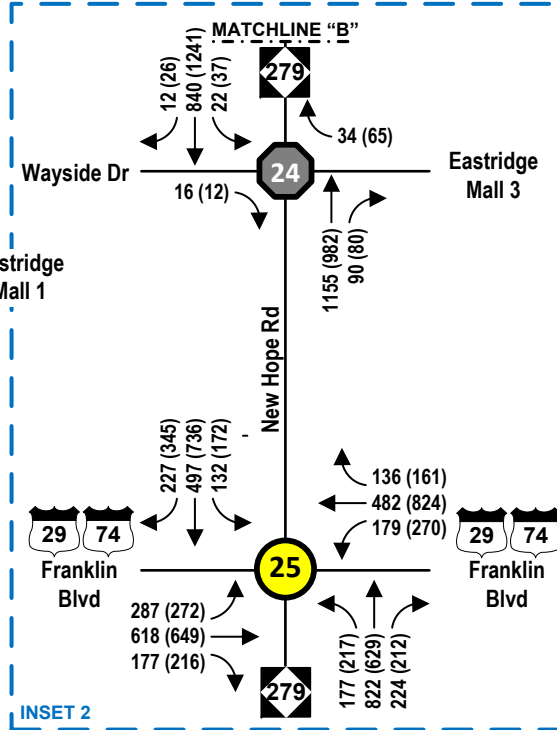 MATCHLINE “B”
279
12 (26)
840 (1241)
22 (37)
34 (65)
Wayside Dr
24
Eastridge
Mall 3
16 (12)
1155 (982)
90 (80)
stridge
Mall 1
New Hope Rd
227 (345)
497 (736)
132 (172)
136 (161)
482 (824)
179 (270)
29 74
29 74
Franklin
Blvd
25
Franklin
Blvd
287 (272)
618 (649)
177 (216)
177 (217)
822 (629)
224 (212)
279
INSET 2